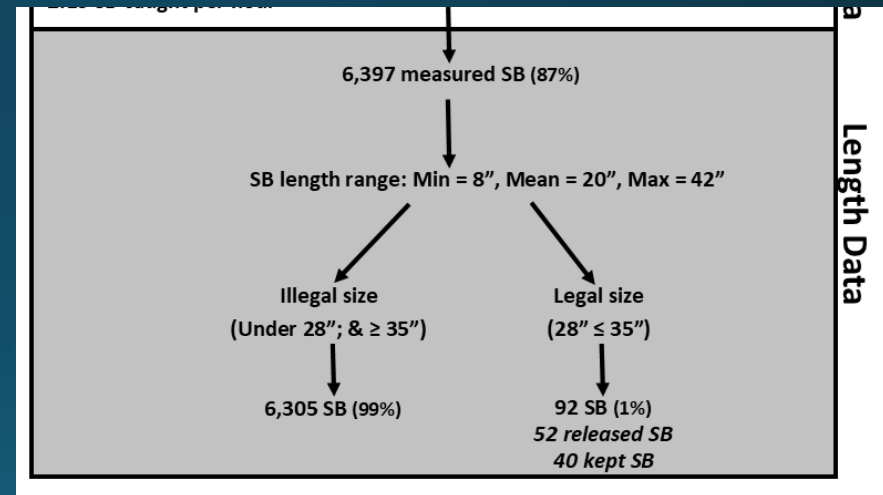 6,397 measured SB (87%)
SB length range: Min = 8”, Mean = 20”, Max = 42”
Illegal size
(Under 28”; & ≥ 35”)
Legal size
(28” ≤ 35”)
6,305 SB (99%)
92 SB (1%)
52 released SB
40 kept SB
Length Data